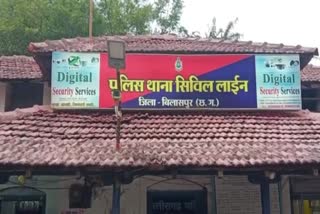 Digital
Security Services
पुलिस थाना सिविल लाईन
जिला - बिलासपुर (छ.ग.)
Digital
Security Services